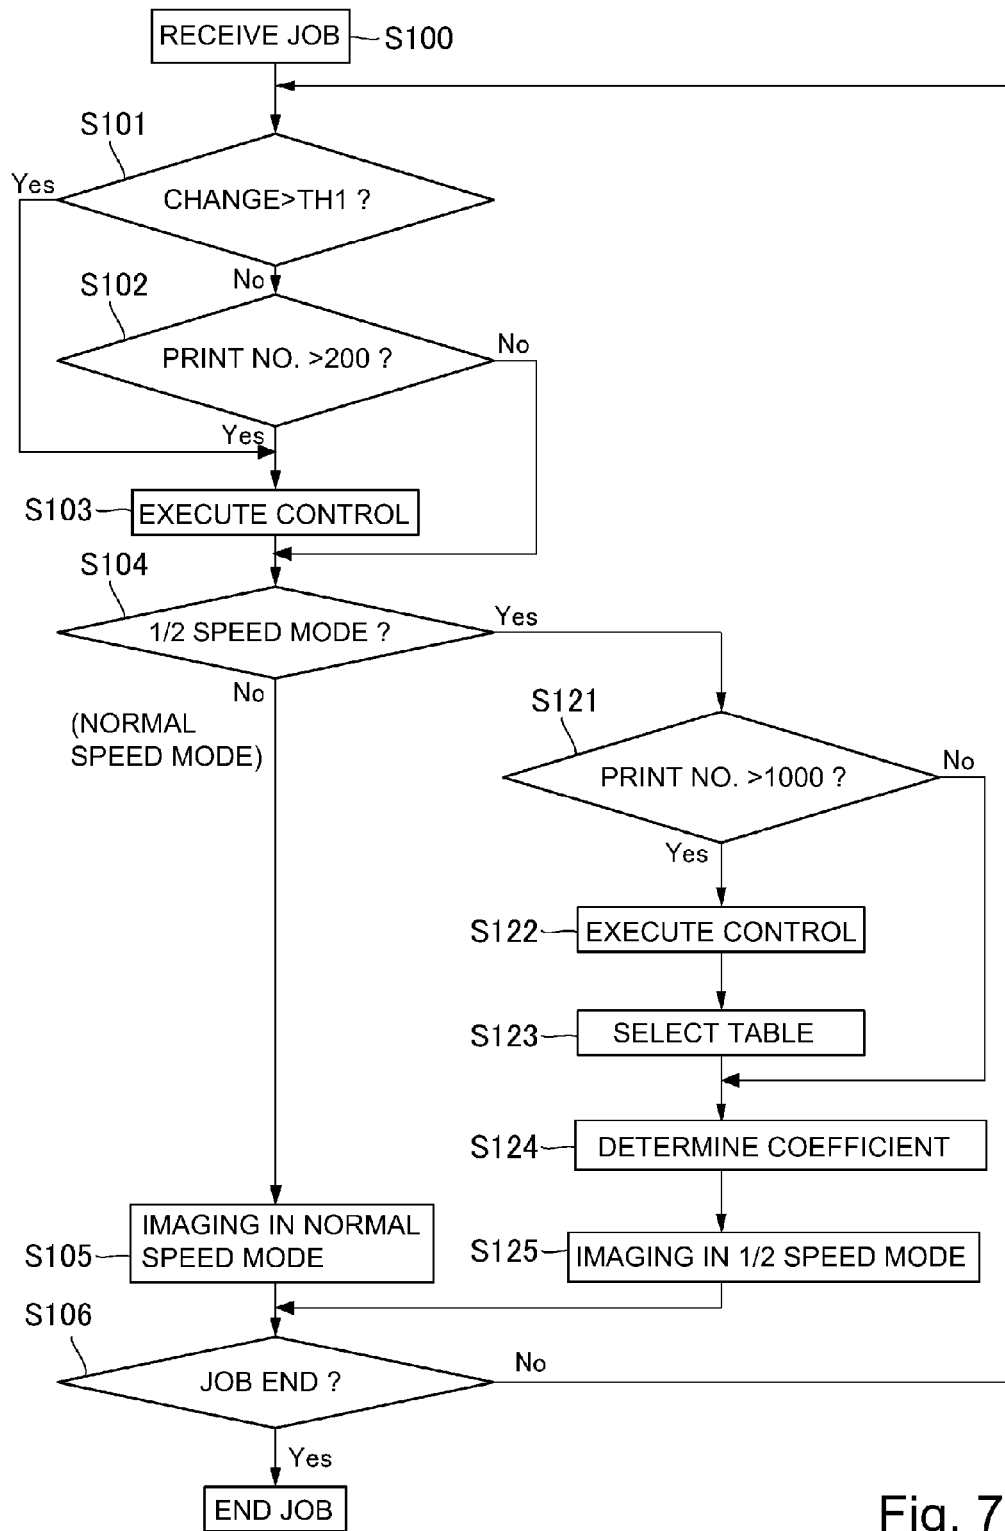 RECEIVE JOB
S100
S101
Yes
CHANGE>TH1 ?
No
S102
PRINT NO. >200 ?
No
Yes
S103
EXECUTE CONTROL
S104
1/2 SPEED MODE ?
Yes
No
(NORMAL
SPEED MODE)
S121
PRINT NO. >1000 ?
No
Yes
S122
EXECUTE CONTROL
S123
SELECT TABLE
S124
DETERMINE COEFFICIENT
S105
IMAGING IN NORMAL
SPEED MODE
S125
IMAGING IN 1/2 SPEED MODE
S106
JOB END ?
No
Yes
END JOB
Fig. 7